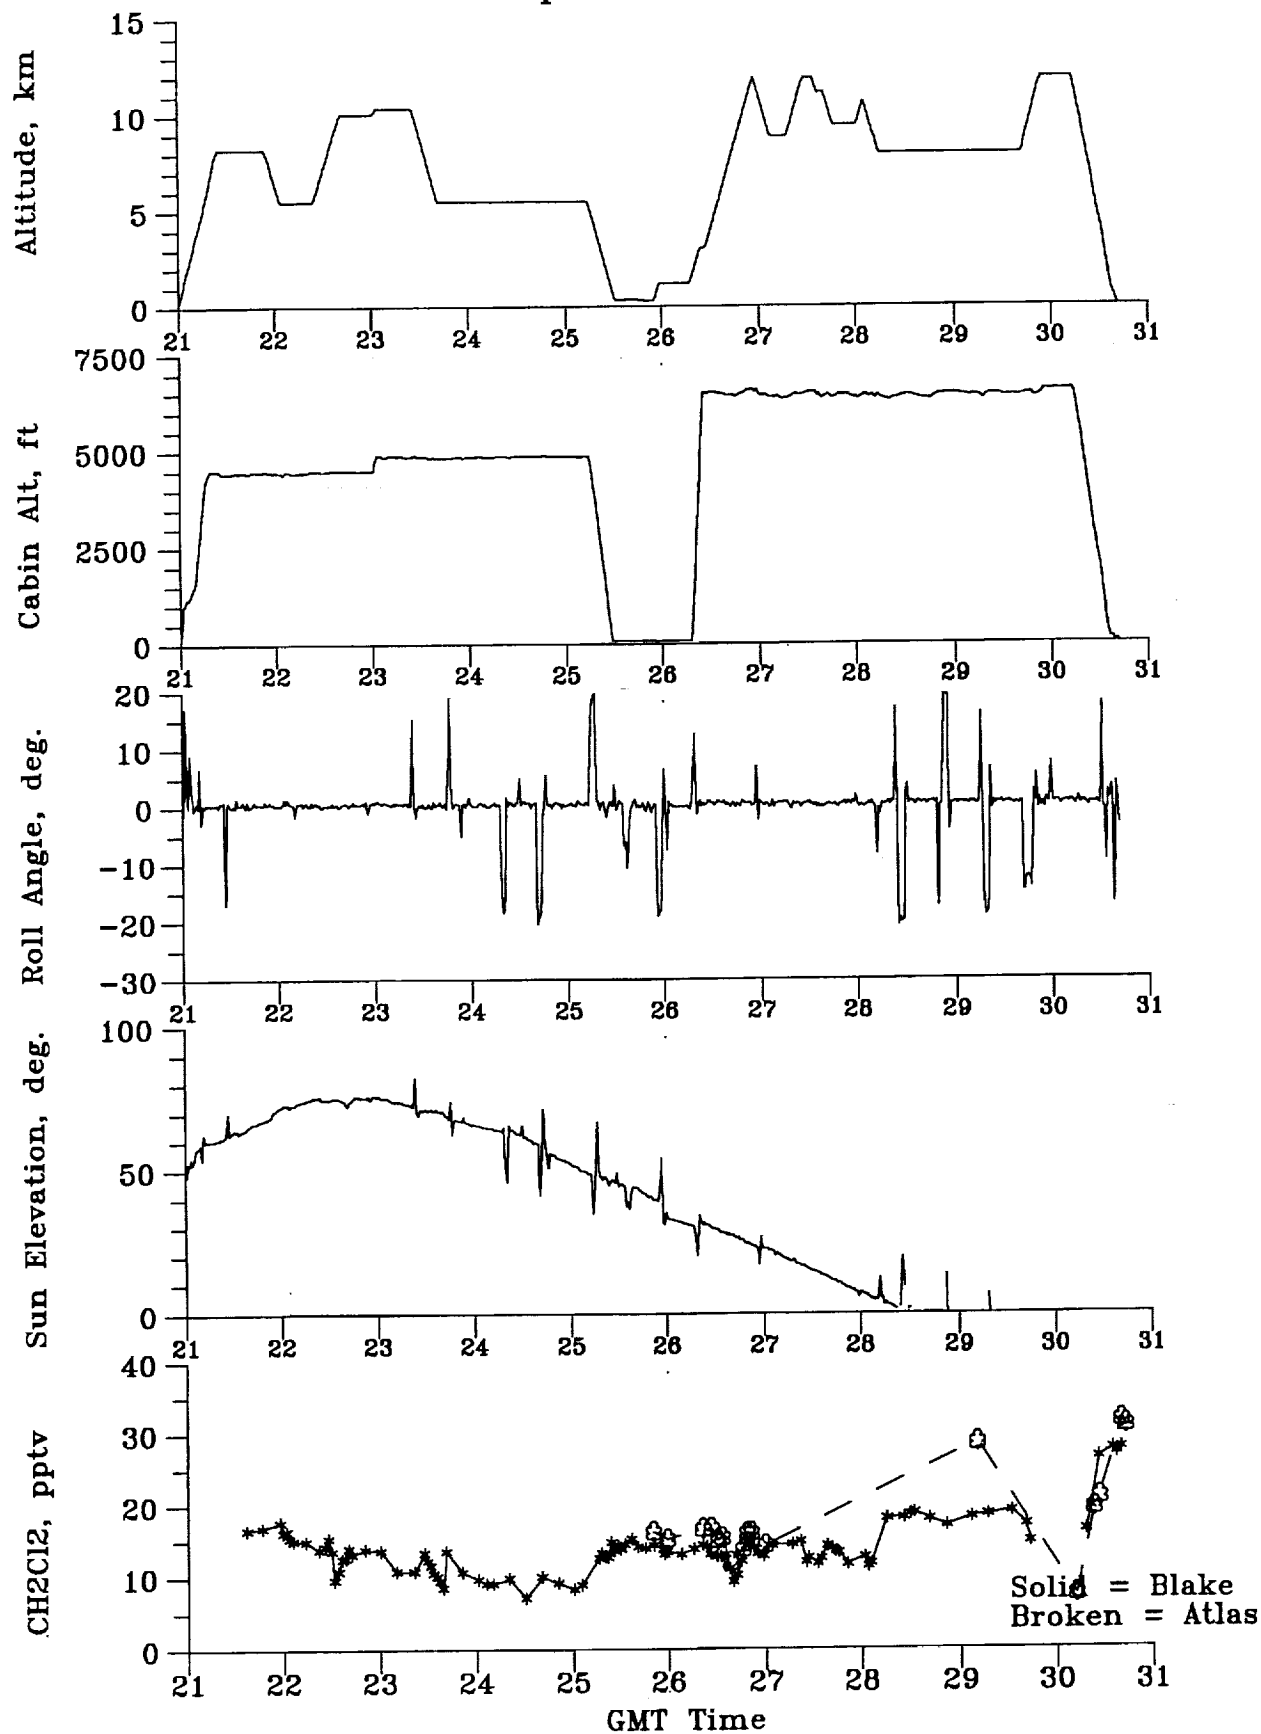 15
10
5
0
Altitude, km
21 22 23 24 25 26 27 28 29 30 31
7500
5000
2500
0
Cabin Alt, ft
21 22 23 24 25 26 27 28 29 30 31
20
10
0
-10
-20
-30
Roll Angle, deg.
21 22 23 24 25 26 27 28 29 30 31
100
50
0
Sun Elevation, deg.
21 22 23 24 25 26 27 28 29 30 31
40
30
20
10
0
CH2Cl2, pptv
Solid = Blake
Broken = Atlas
21 22 23 24 25 26 27 28 29 30 31
GMT Time